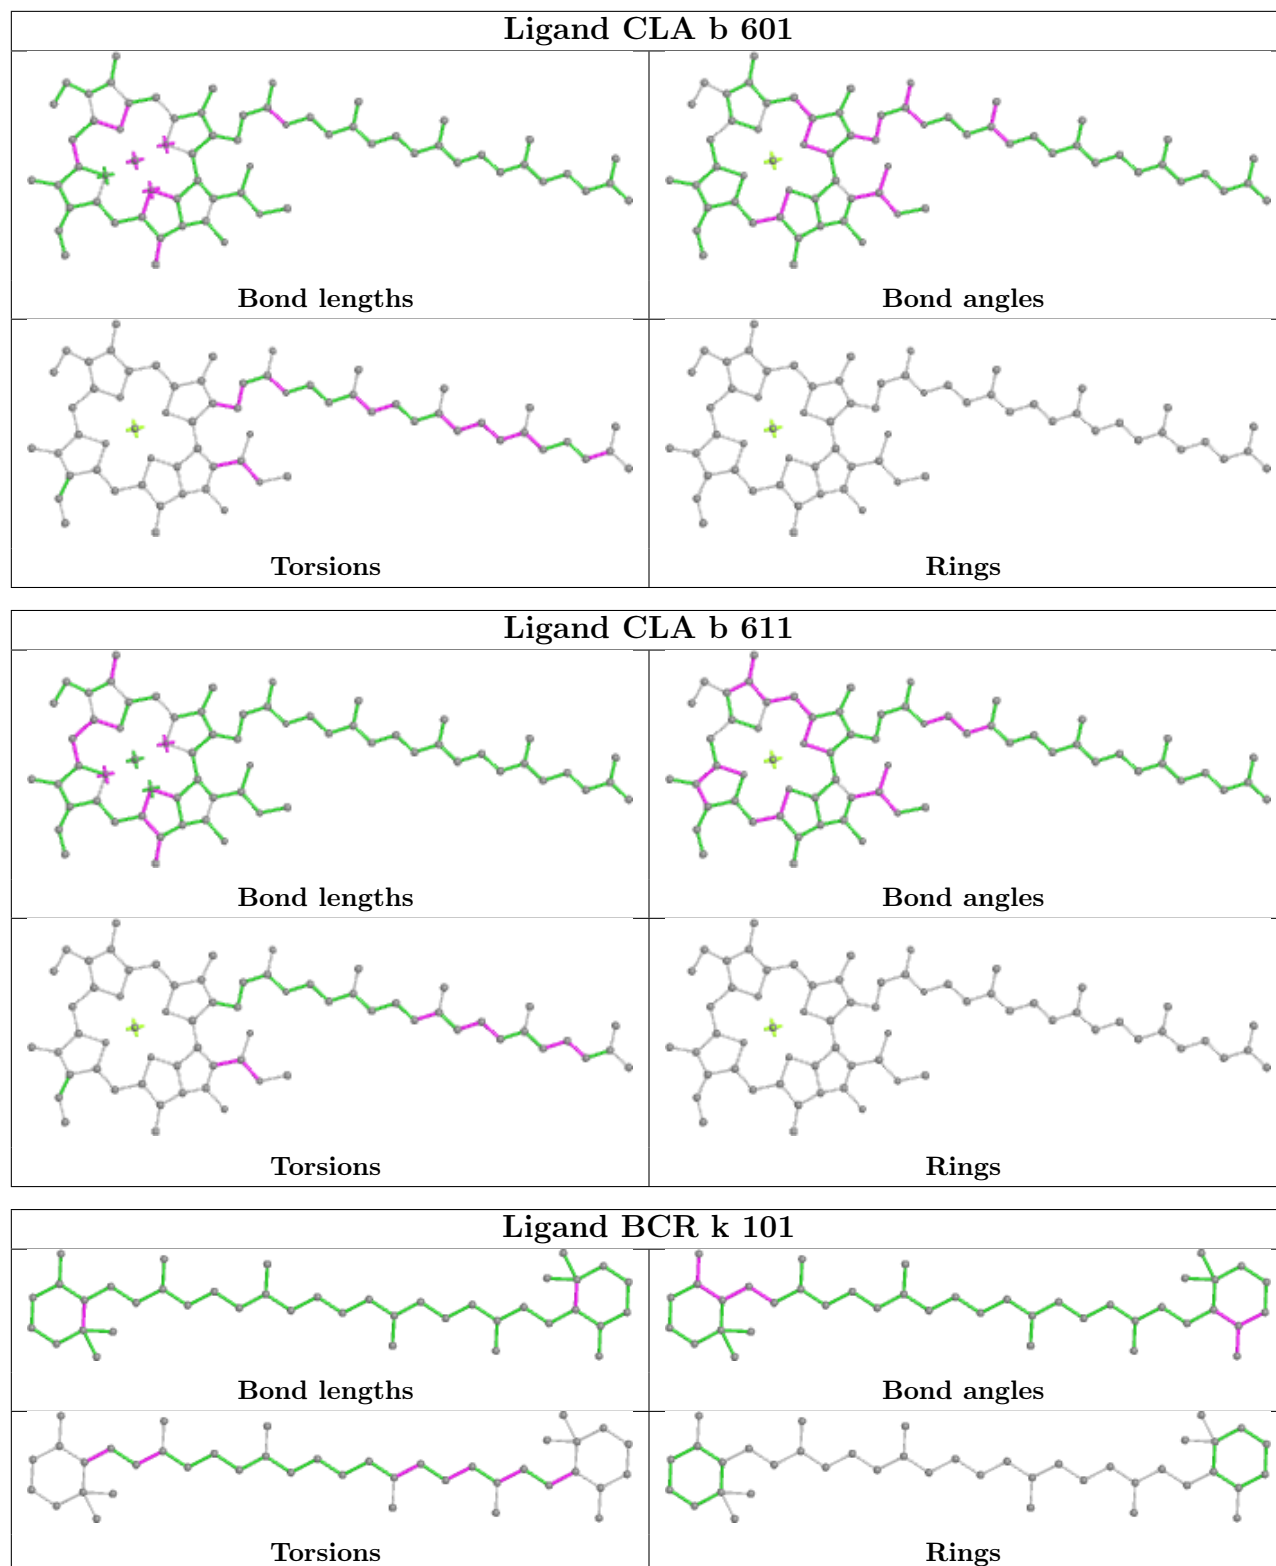 Ligand CLA b 601
Bond lengths
Bond angles
Torsions
Rings
Ligand CLA b 611
Bond lengths
Bond angles
Torsions
Rings
Ligand BCR k 101
Bond lengths
Bond angles
Torsions
Rings